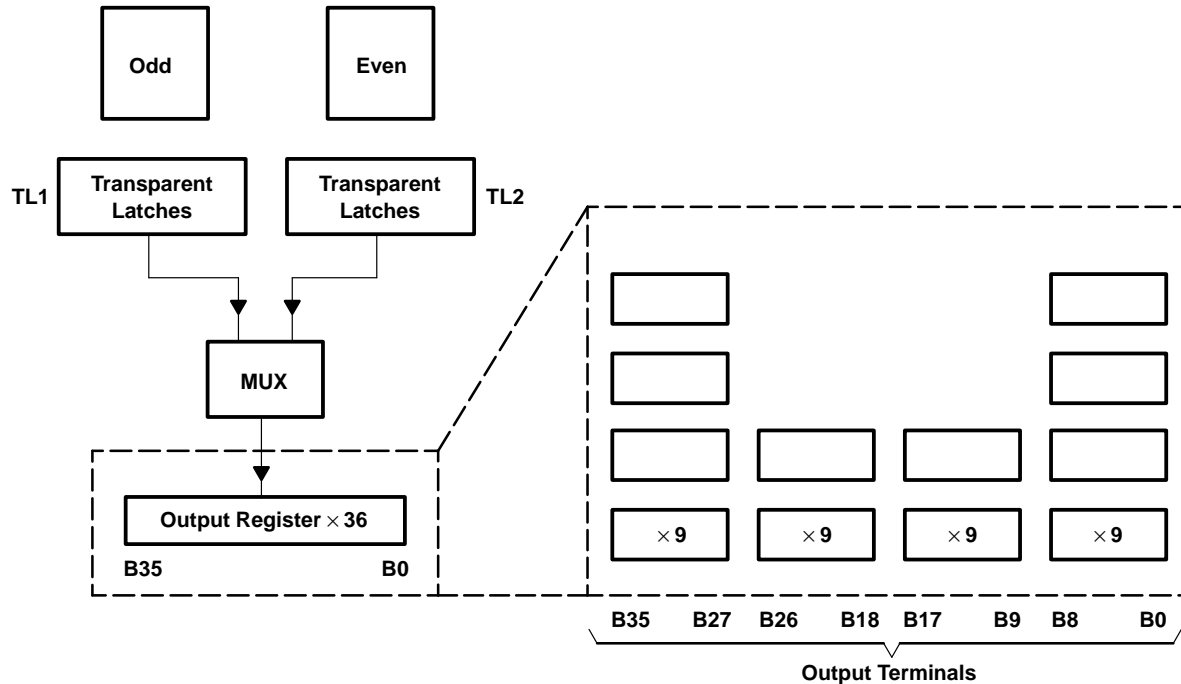 Odd
Even
TL1
Transparent
Latches
Transparent
Latches
TL2
MUX
Output Register × 36
B35
B0
× 9
× 9
× 9
× 9
B35
B27
B26
B18
B17
B9
B8
B0
Output Terminals